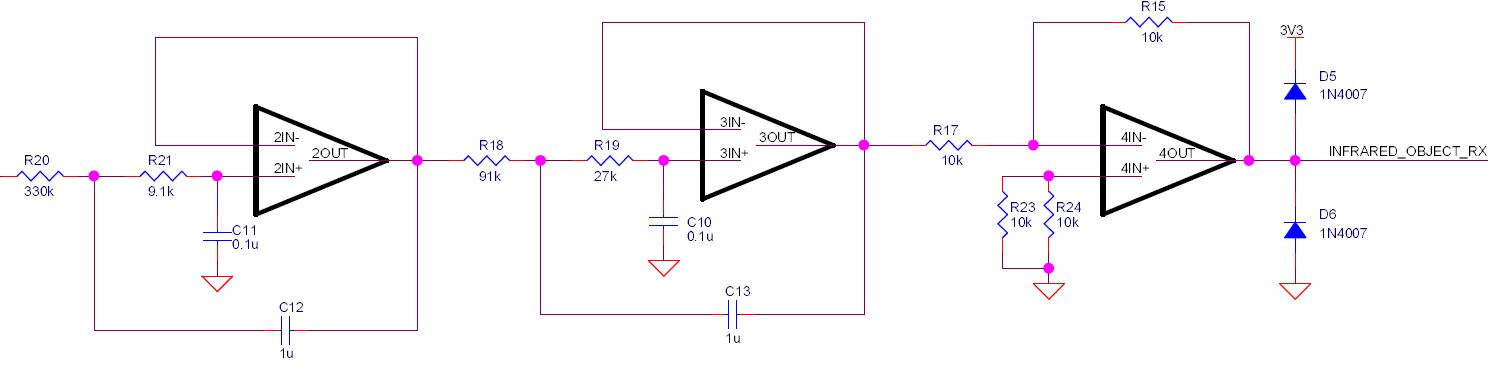 R20
330k
R21
9.1k
2IN-
2IN+
2OUT
C11
0.1u
C12
1u
R18
91k
R19
27k
3IN-
3IN+
3OUT
C10
0.1u
C13
1u
R17
10k
R15
10k
4IN-
4IN+
4OUT
R23
10k
R24
10k
3V3
D5
1N4007
INFRARED_OBJECT_RX
D6
1N4007